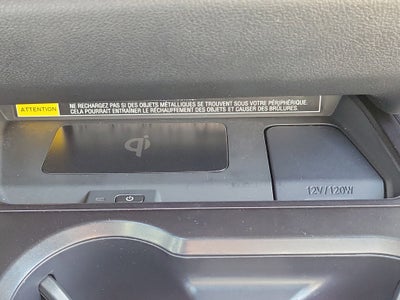 ATTENTION
NE RECHARGEZ PAS SI DES OBJETS MÉTALLIQUES SE TROUVENT SOUS VOTRE PÉRIPHÉRIQUE.
CELA POURRAIT ENTRAÎNER LE RÉCHAUFFEMENT DES OBJETS ET CAUSER DES BRÛLURES.
12V/120W